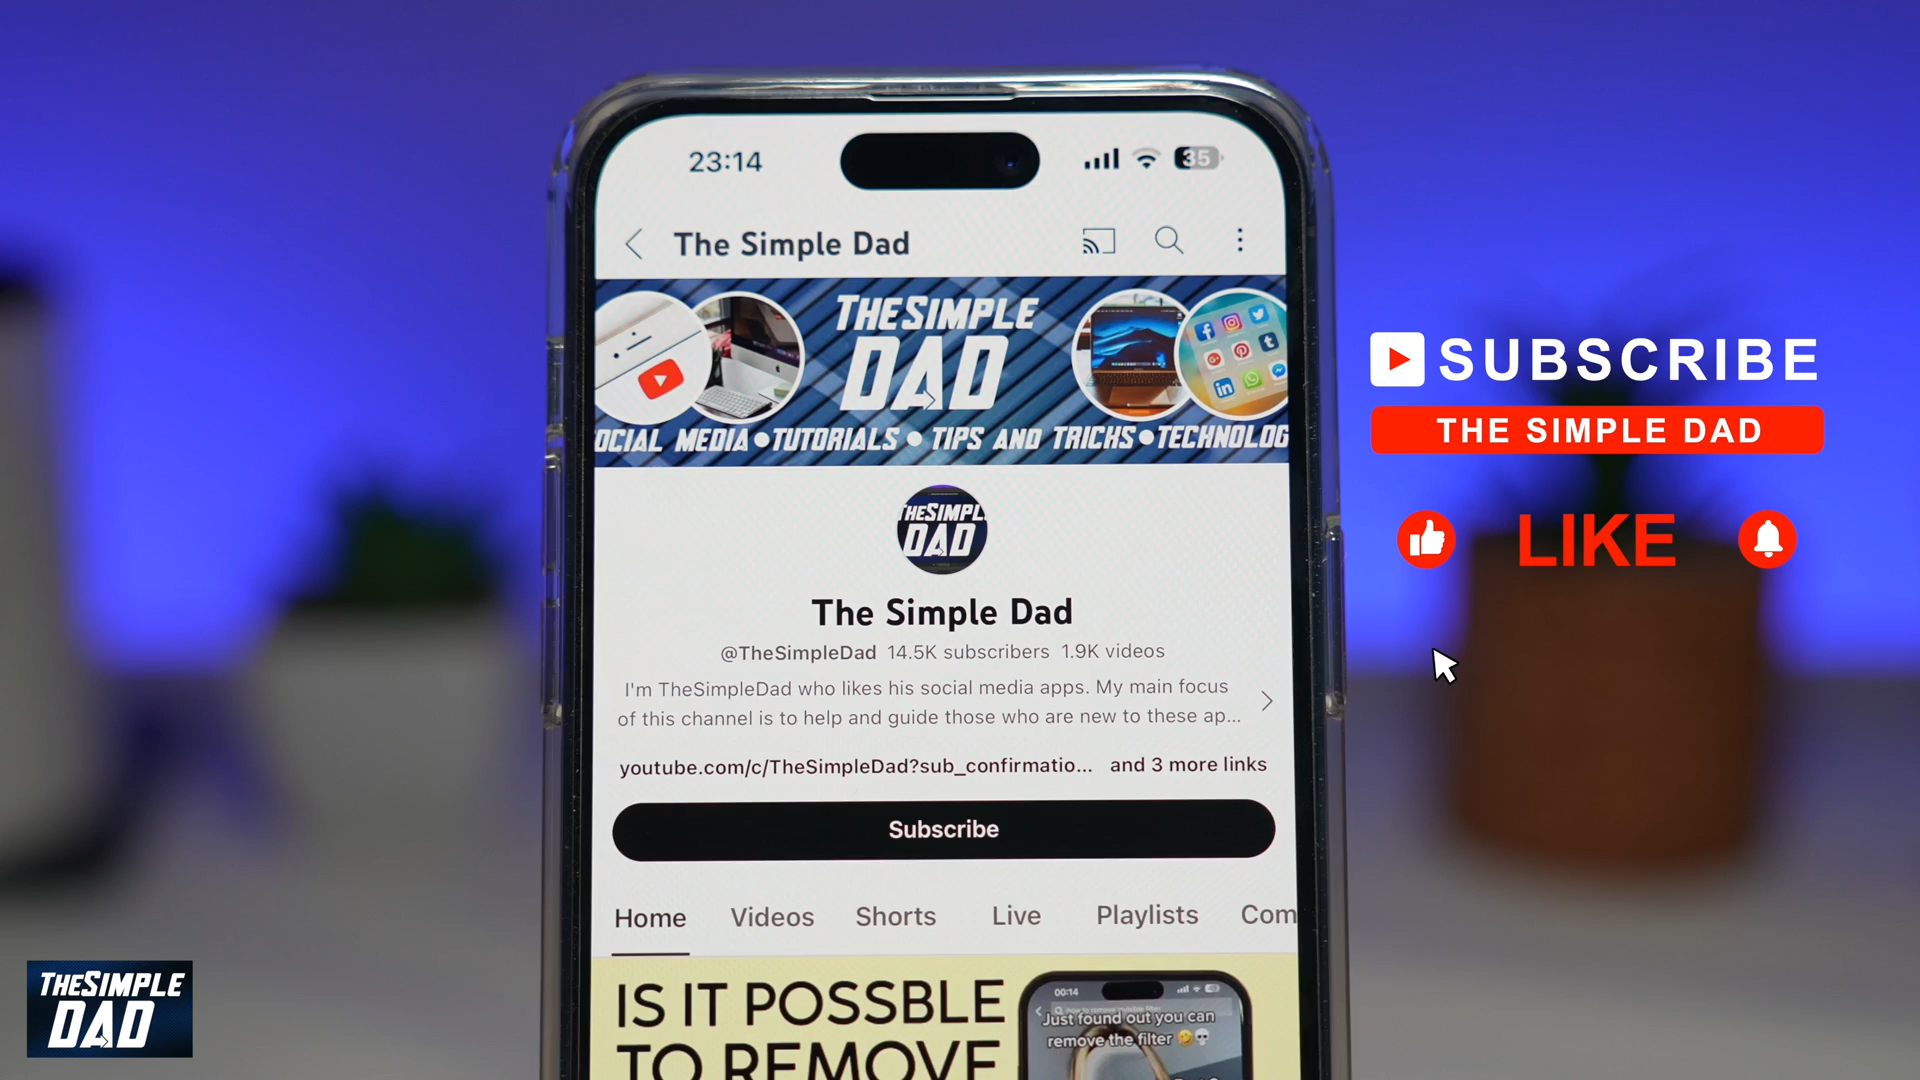 23:14
35
The Simple Dad
THESIMPLE
DAD
OCIAL MEDIA • TUTORIALS • TIPS AND TRICKS • TECHNOLOG
HESIMPL
DAD
The Simple Dad
@TheSimpleDad 14.5K subscribers 1.9K videos
I'm TheSimpleDad who likes his social media apps. My main focus
of this channel is to help and guide those who are new to these ap...
youtube.com/c/TheSimpleDad?sub_confirmatio... and 3 more links
Subscribe
Home Videos Shorts Live Playlists Com
IS IT POSSBLE
TO REMOVE
00:14
Just found out you can
remove the filter
SUBSCRIBE
THE SIMPLE DAD
LIKE
THESIMPLE
DAD